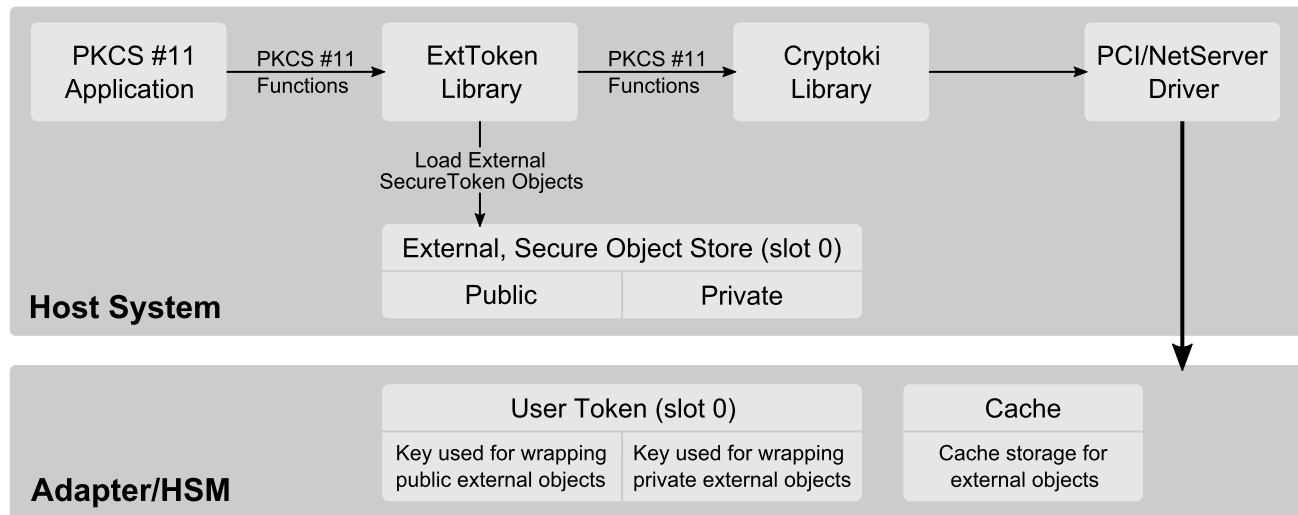 PKCS #11
Application
PKCS #11
Functions
ExtToken
Library
PKCS #11
Functions
Cryptoki
Library
PCI/NetServer
Driver
Load External
SecureToken Objects
External, Secure Object Store (slot 0)
Public
Private
Host System
User Token (slot 0)
Key used for wrapping
public external objects
Key used for wrapping
private external objects
Cache
Cache storage for
external objects
Adapter/HSM